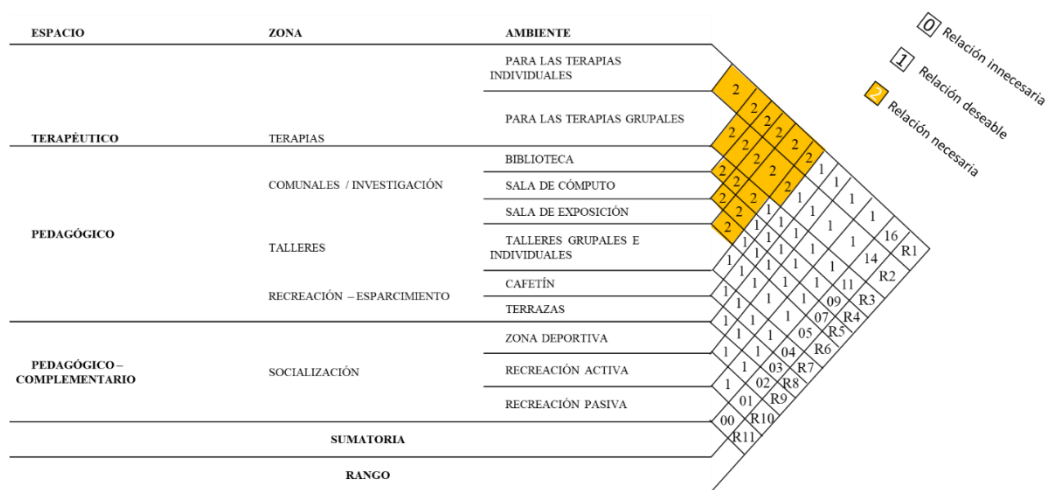 ESPACIO ZONA AMBIENTE
PARA LAS TERAPIAS
INDIVIDUALES
PARA LAS TERAPIAS GRUPALES
TERAPÉUTICO TERAPIAS
BIBLIOTECA
COMUNALES / INVESTIGACIÓN SALA DE CÓMPUTO
SALA DE EXPOSICIÓN
PEDAGÓGICO
TALLERES TALLERES GRUPALES E
INDIVIDUALES
CAFETÍN
RECREACIÓN – ESPARCIMIENTO
TERRAZAS
ZONA DEPORTIVA
PEDAGÓGICO –
COMPLEMENTARIO
SOCIALIZACIÓN RECREACIÓN ACTIVA
RECREACIÓN PASIVA
SUMATORIA
RANGO
0 Relación innecesaria
1 Relación deseable
2 Relación necesaria
16 R1
14 R2
11 R3
09 R4
07 R5
05 R6
04 R7
03 R8
02 R9
01 R10
00 R11